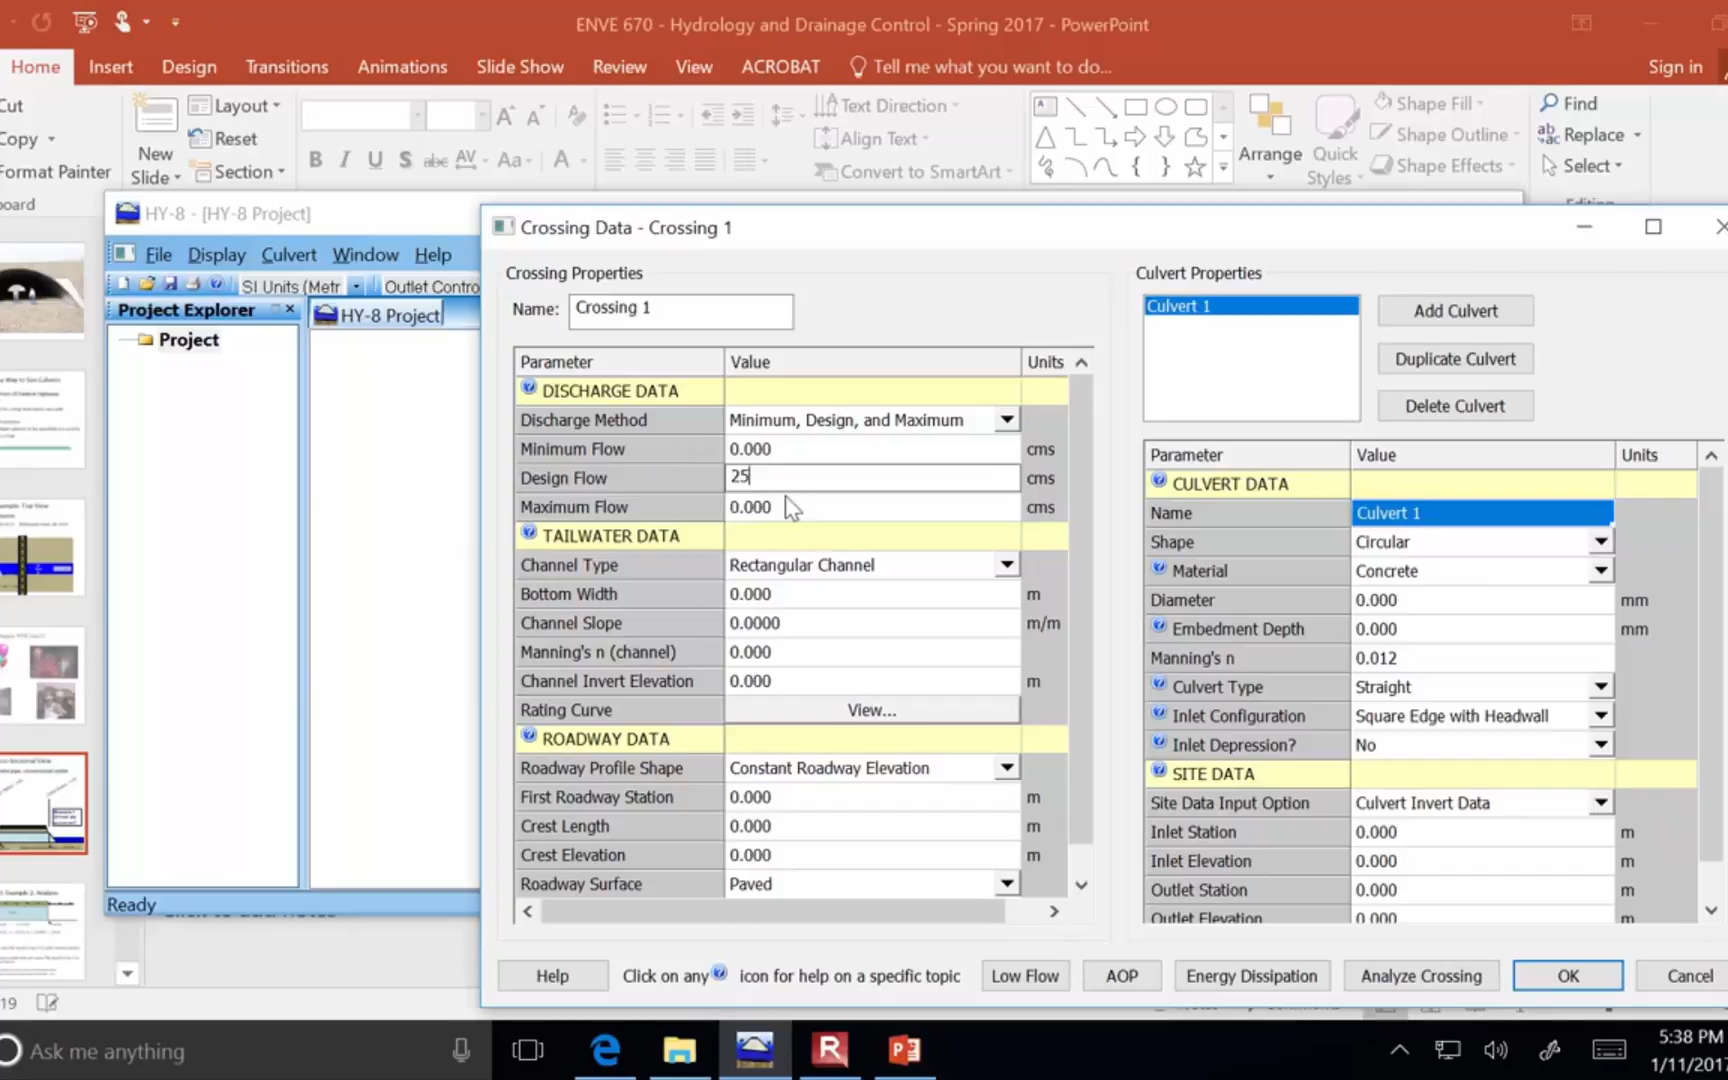 ENVE 670 - Hydrology and Drainage Control - Spring 2017 - PowerPoint
Home Insert Design Transitions Animations Slide Show Review View ACROBAT Tell me what you want to do... Sign in
Cut
Copy
Format Painter
board
New
Slide
Layout
Reset
Section
B I U S abc AV Aa A
Text Direction
Align Text
Convert to SmartArt
Arrange
Quick
Styles
Shape Fill
Shape Outline
Shape Effects
Find
Replace
Select
HY-8 - [HY-8 Project]
File Display Culvert Window Help
SI Units (Metr Outlet Contro
Project Explorer
HY-8 Project
Project
Ready
Crossing Data - Crossing 1
Crossing Properties
Name: Crossing 1
Parameter Value Units
DISCHARGE DATA
Discharge Method Minimum, Design, and Maximum
Minimum Flow 0.000 cms
Design Flow 25 cms
Maximum Flow 0.000 cms
TAILWATER DATA
Channel Type Rectangular Channel
Bottom Width 0.000 m
Channel Slope 0.0000 m/m
Manning's n (channel) 0.000
Channel Invert Elevation 0.000 m
Rating Curve View...
ROADWAY DATA
Roadway Profile Shape Constant Roadway Elevation
First Roadway Station 0.000 m
Crest Length 0.000 m
Crest Elevation 0.000 m
Roadway Surface Paved
Culvert Properties
Culvert 1
Add Culvert
Duplicate Culvert
Delete Culvert
Parameter Value Units
CULVERT DATA
Name Culvert 1
Shape Circular
Material Concrete
Diameter 0.000 mm
Embedment Depth 0.000 mm
Manning's n 0.012
Culvert Type Straight
Inlet Configuration Square Edge with Headwall
Inlet Depression? No
SITE DATA
Site Data Input Option Culvert Invert Data
Inlet Station 0.000 m
Inlet Elevation 0.000 m
Outlet Station 0.000 m
Outlet Elevation 0.000 m
Help Click on any icon for help on a specific topic Low Flow AOP Energy Dissipation Analyze Crossing OK Cancel
19
Ask me anything
5:38 PM
1/11/201